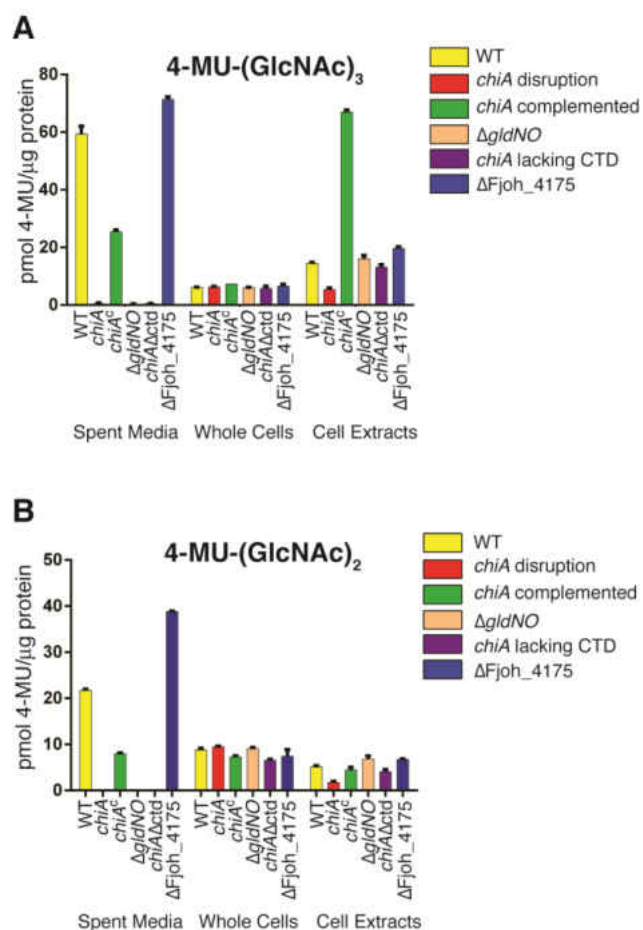 A
4-MU-(GlcNAc)3
pmol 4-MU/µg protein
80
60
40
20
0
WT
chiA
chiAc
ΔgldNO
chiAΔctd
ΔFjoh_4175
WT
chiA
chiAc
ΔgldNO
chiAΔctd
ΔFjoh_4175
WT
chiA
chiAc
ΔgldNO
chiAΔctd
ΔFjoh_4175
Spent Media Whole Cells Cell Extracts
WT
chiA disruption
chiA complemented
ΔgldNO
chiA lacking CTD
ΔFjoh_4175
B
4-MU-(GlcNAc)2
pmol 4-MU/µg protein
50
40
30
20
10
0
WT
chiA
chiAc
ΔgldNO
chiAΔctd
ΔFjoh_4175
WT
chiA
chiAc
ΔgldNO
chiAΔctd
ΔFjoh_4175
WT
chiA
chiAc
ΔgldNO
chiAΔctd
ΔFjoh_4175
Spent Media Whole Cells Cell Extracts
WT
chiA disruption
chiA complemented
ΔgldNO
chiA lacking CTD
ΔFjoh_4175